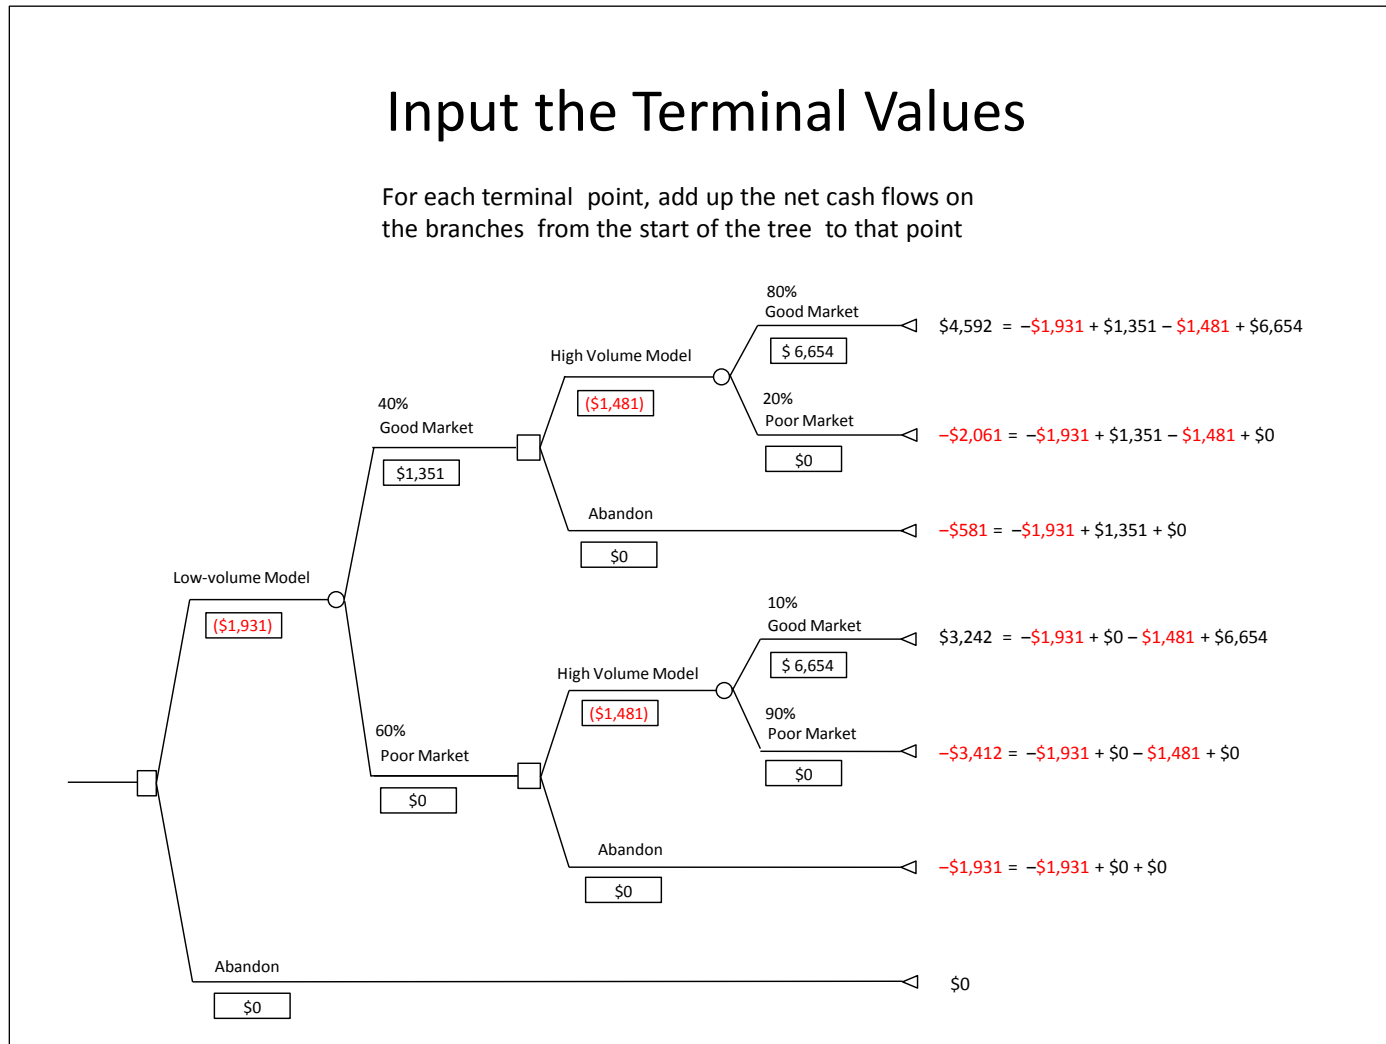 Input the Terminal Values
For each terminal point, add up the net cash flows on
the branches from the start of the tree to that point
80%
Good Market
$4,592 = –$1,931 + $1,351 – $1,481 + $6,654
$ 6,654
High Volume Model
($1,481)
20%
Poor Market
–$2,061 = –$1,931 + $1,351 – $1,481 + $0
$0
40%
Good Market
$1,351
Abandon
–$581 = –$1,931 + $1,351 + $0
$0
Low-volume Model
($1,931)
10%
Good Market
$3,242 = –$1,931 + $0 – $1,481 + $6,654
$ 6,654
High Volume Model
($1,481)
90%
Poor Market
–$3,412 = –$1,931 + $0 – $1,481 + $0
$0
60%
Poor Market
$0
Abandon
–$1,931 = –$1,931 + $0 + $0
$0
Abandon
$0
$0